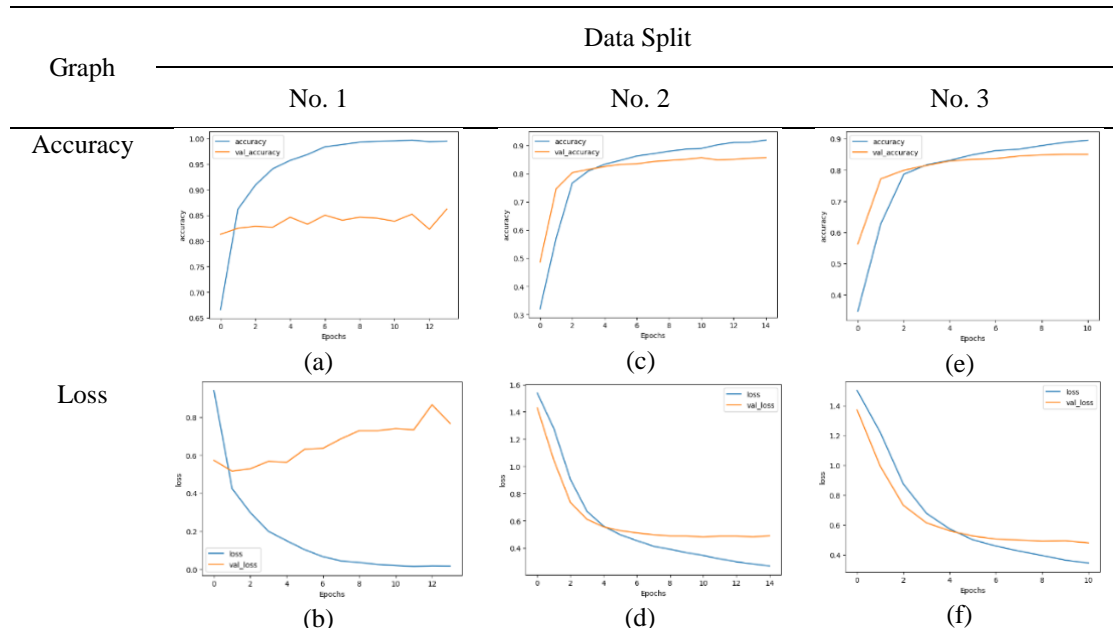 Graph
Data Split
No. 1
No. 2
No. 3
Accuracy
accuracy
val_accuracy
1.00
0.95
0.90
0.85
0.80
0.75
0.70
0.65
accuracy
0 2 4 6 8 10 12
Epochs
(a)
accuracy
val_accuracy
0.9
0.8
0.7
0.6
0.5
0.4
0.3
accuracy
0 2 4 6 8 10 12 14
Epochs
(c)
accuracy
val_accuracy
0.9
0.8
0.7
0.6
0.5
0.4
accuracy
0 2 4 6 8 10
Epochs
(e)
Loss
0.8
0.6
0.4
0.2
0.0
loss
loss
val_loss
0 2 4 6 8 10 12
Epochs
(b)
loss
val_loss
1.6
1.4
1.2
1.0
0.8
0.6
0.4
loss
0 2 4 6 8 10 12 14
Epochs
(d)
loss
val_loss
1.4
1.2
1.0
0.8
0.6
0.4
loss
0 2 4 6 8 10
Epochs
(f)